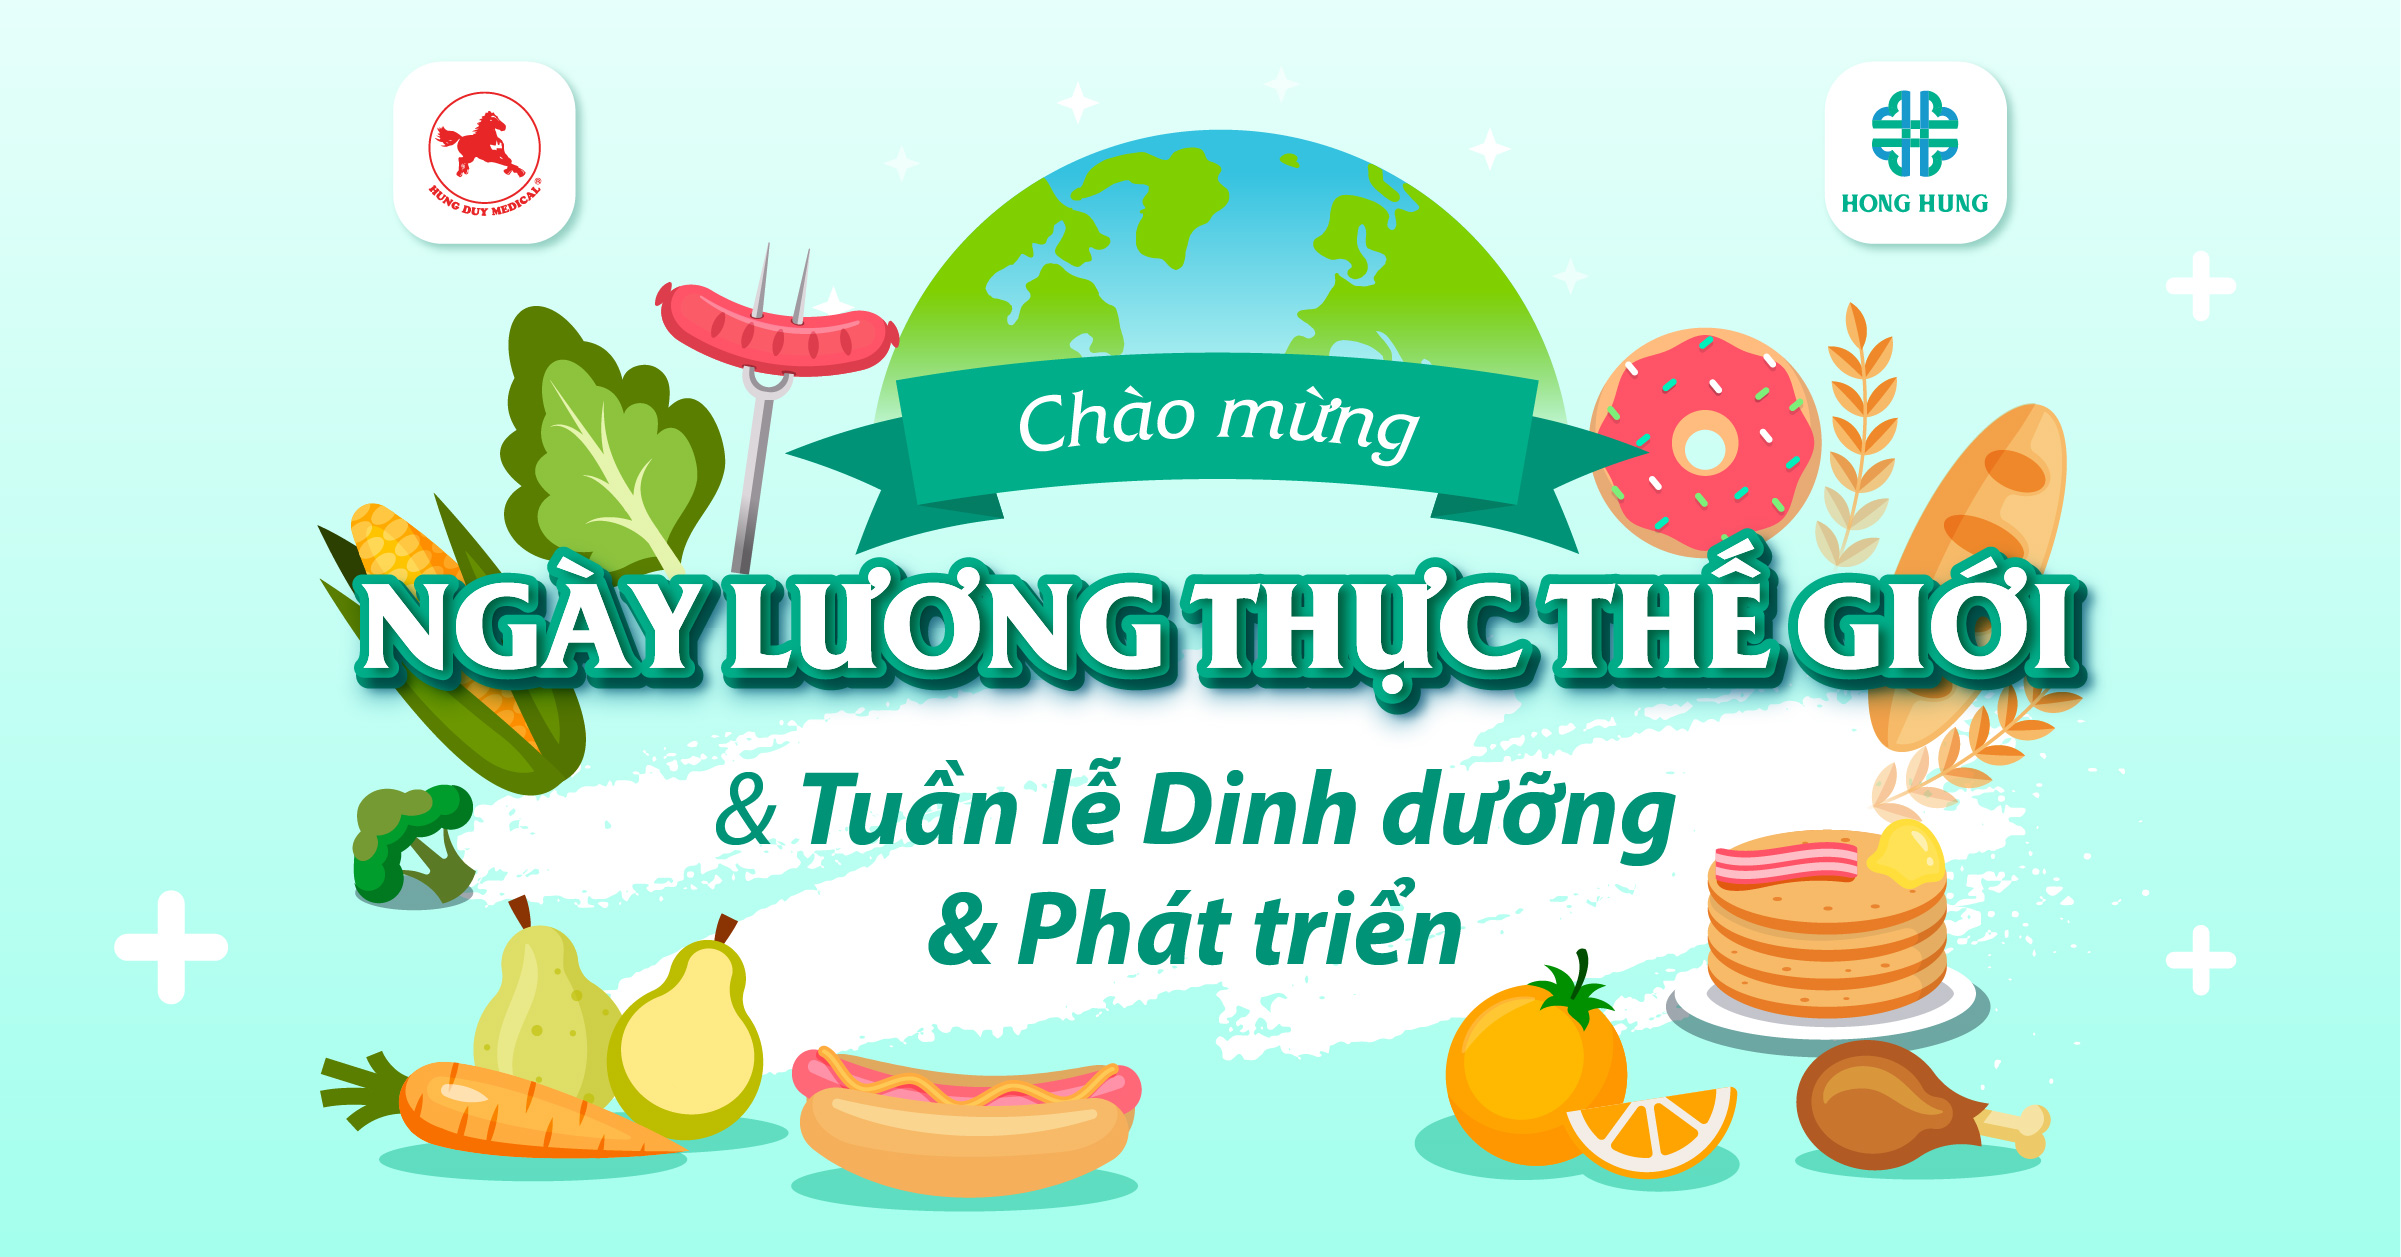 HUNG DUY MEDICAL®
HONG HUNG
Chào mừng
NGÀY LƯƠNG THỰC THẾ GIỚI
& Tuần lễ Dinh dưỡng
& Phát triển